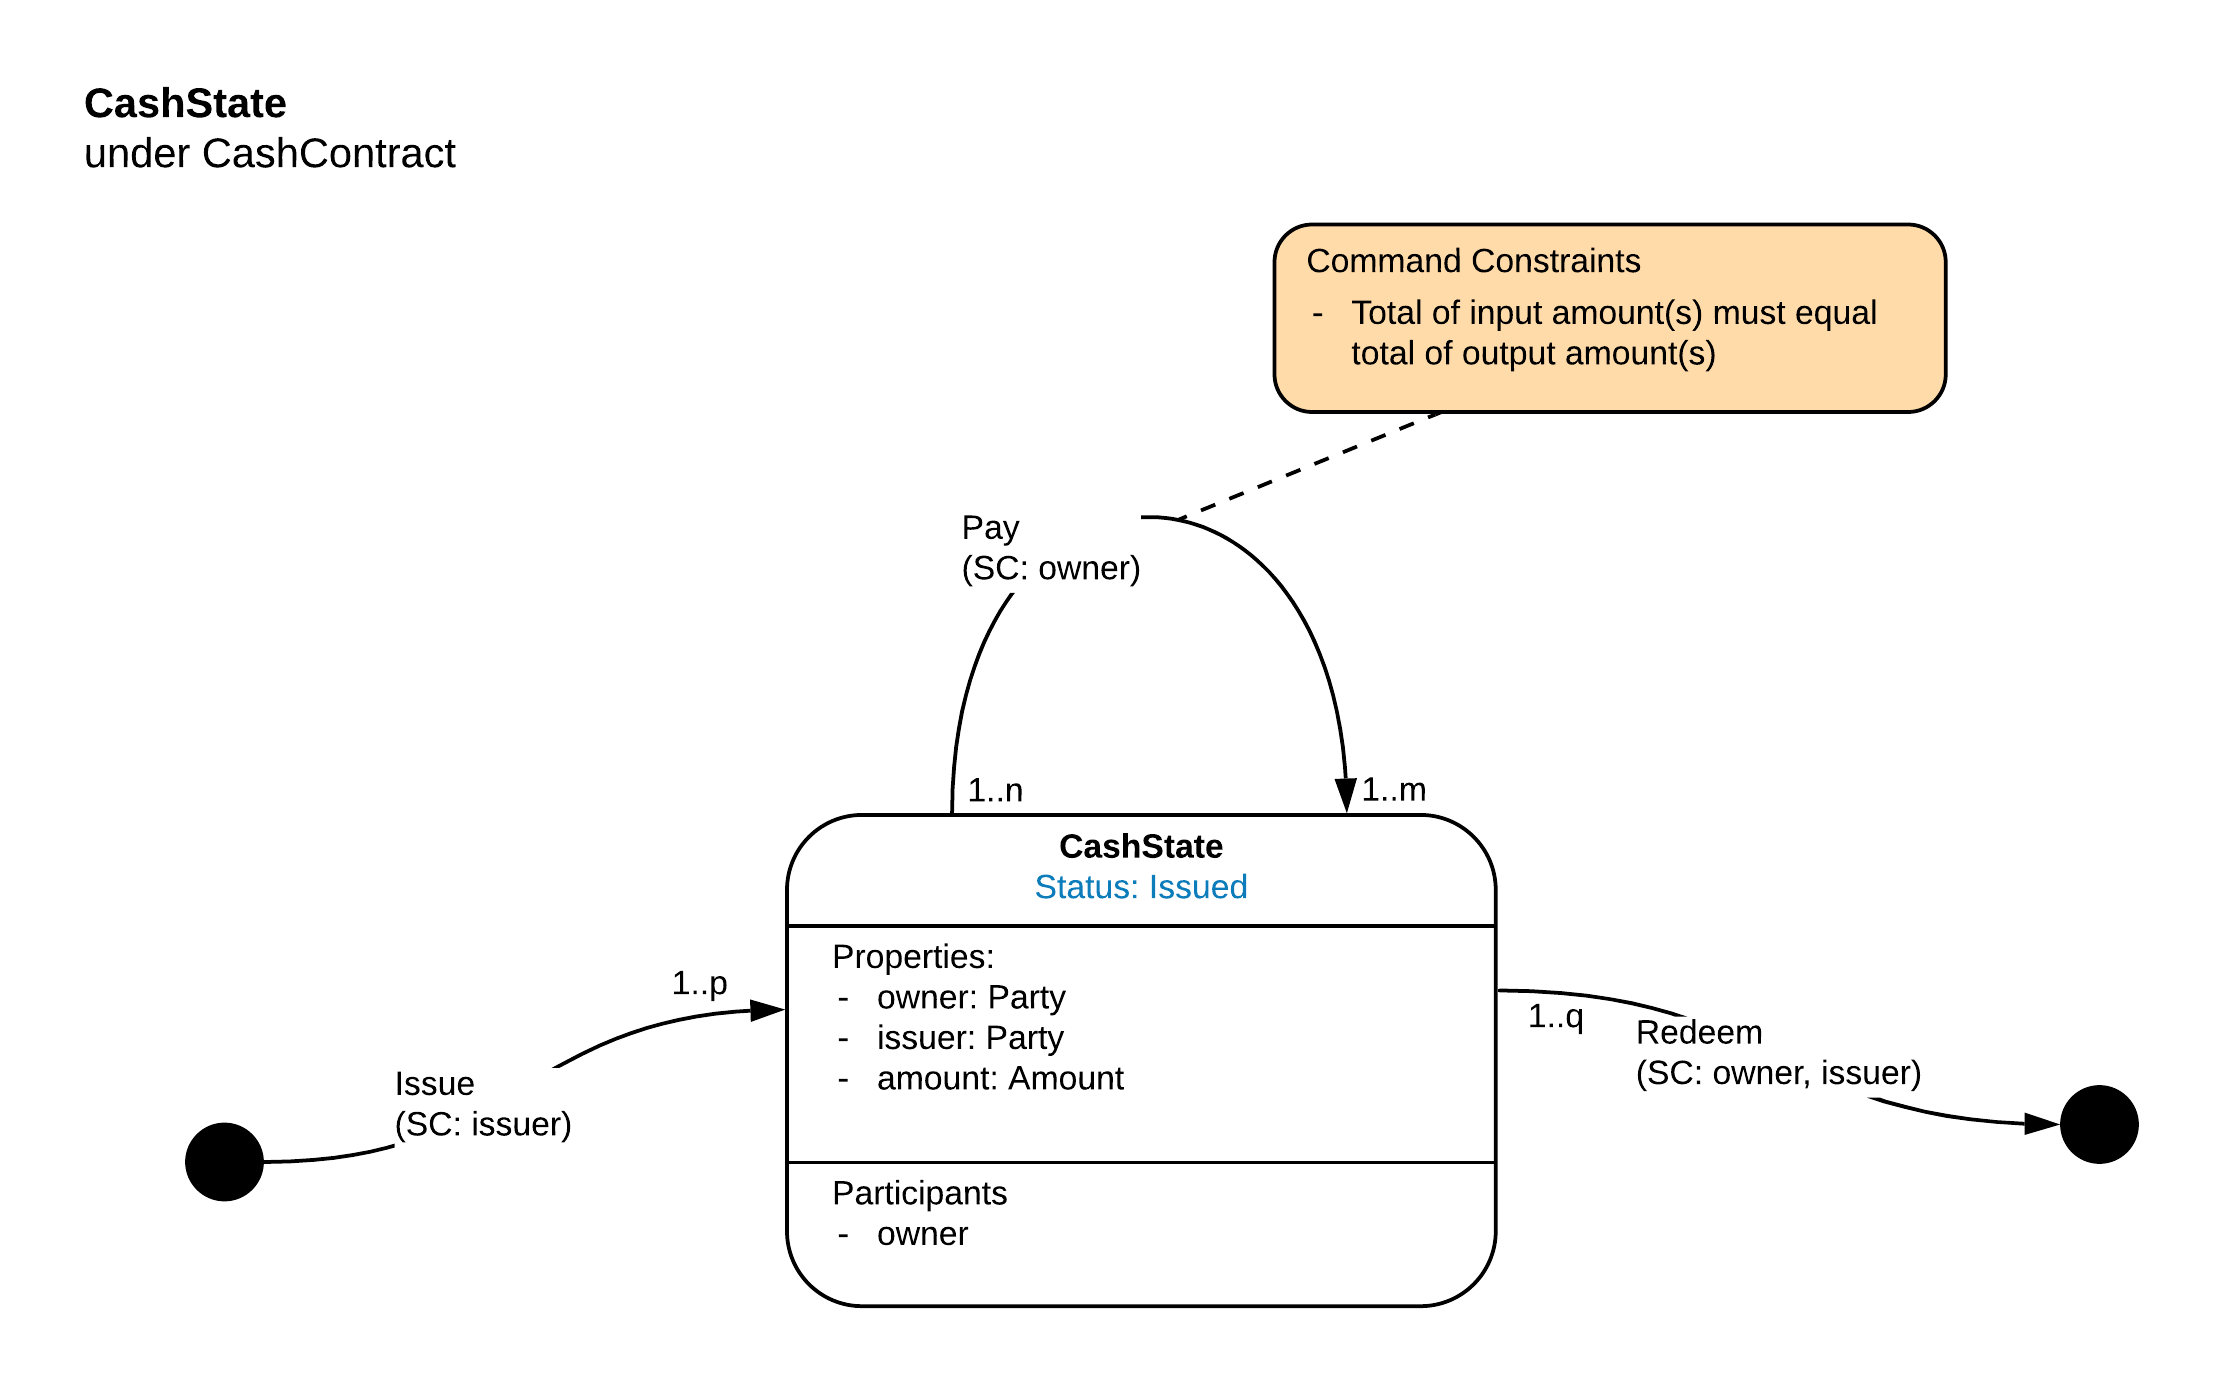 CashState
under CashContract
Command Constraints
- Total of input amount(s) must equal
total of output amount(s)
Pay
(SC: owner)
1..n
1..m
CashState
Status: Issued
Properties:
- owner: Party
- issuer: Party
- amount: Amount
Participants
- owner
1..p
Issue
(SC: issuer)
1..q
Redeem
(SC: owner, issuer)